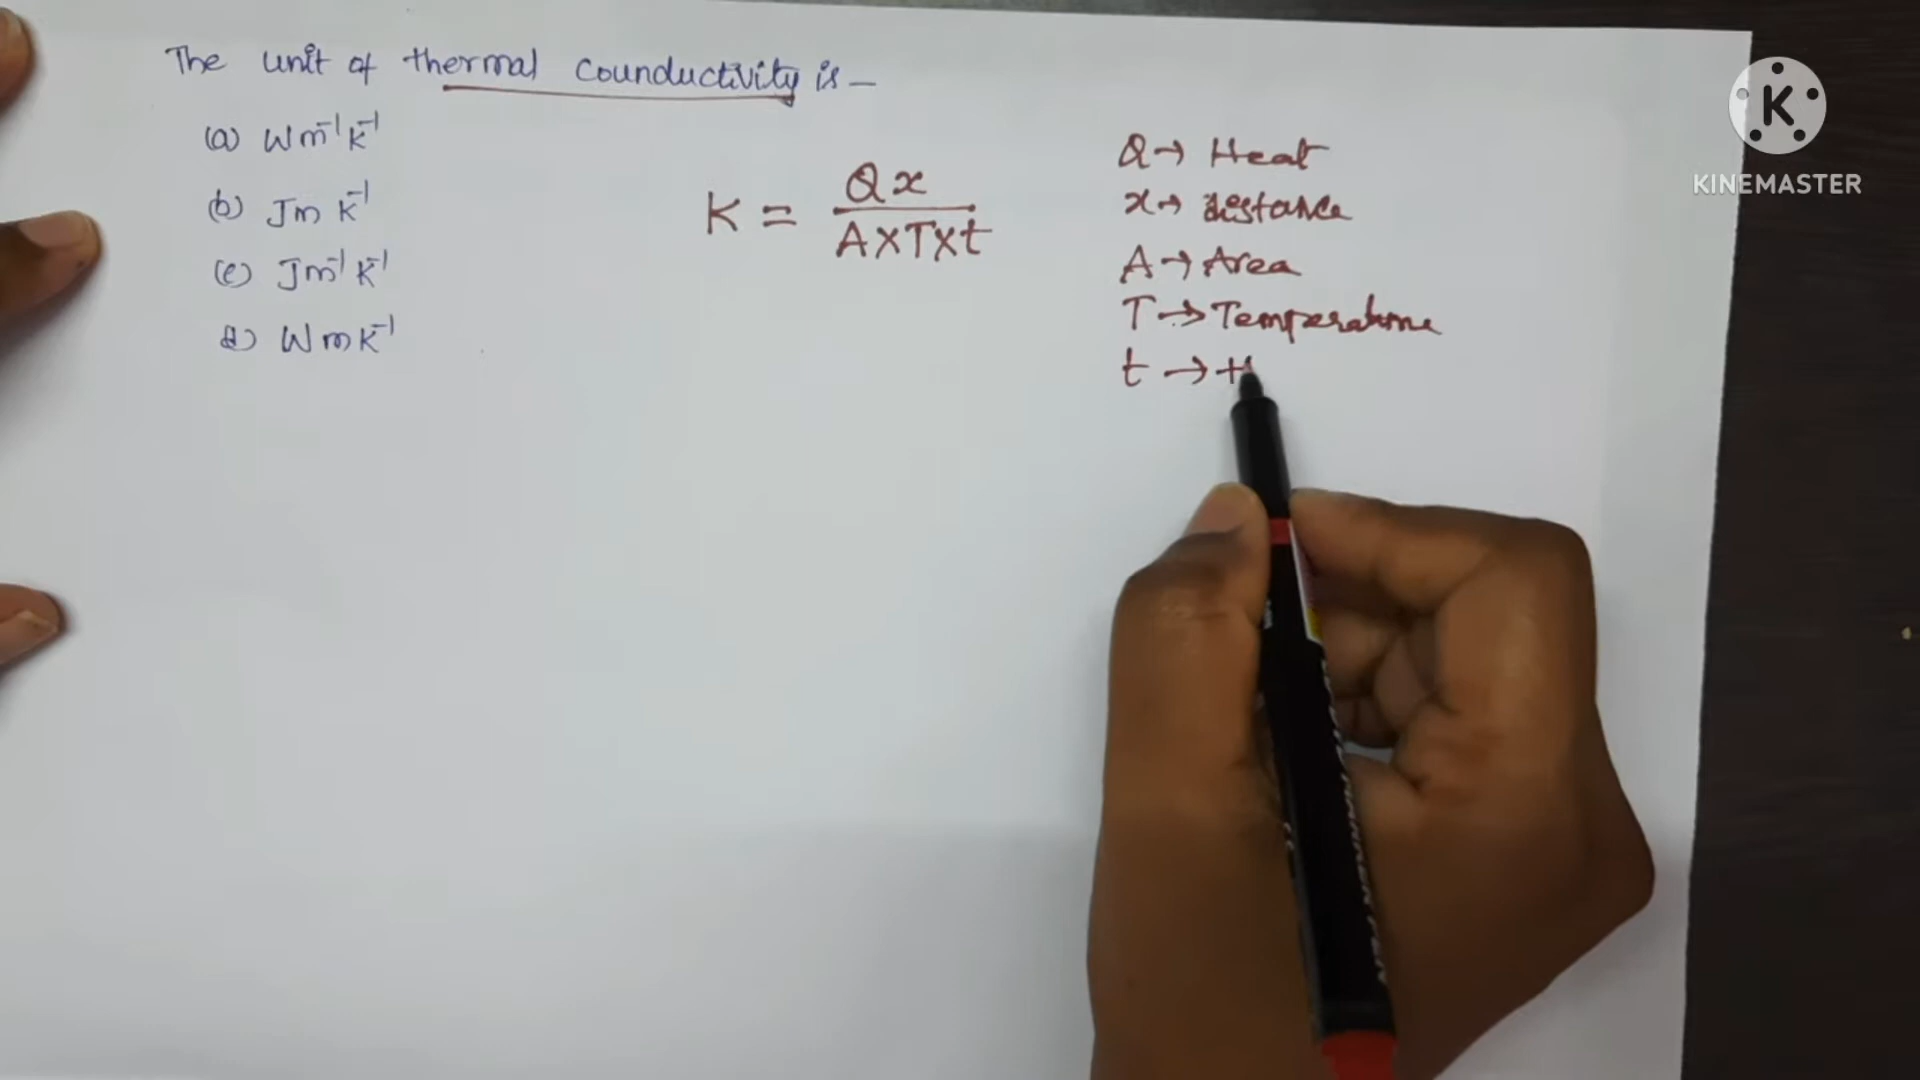 The unit of thermal counductivity is —
(a) W m⁻¹ K⁻¹
(b) J m K⁻¹
(c) J m⁻¹ K⁻¹
(d) W m K⁻¹
K = Qx / A×T×t
Q → Heat
x → distance
A → Area
T → Temperature
t → t
K
KINEMASTER